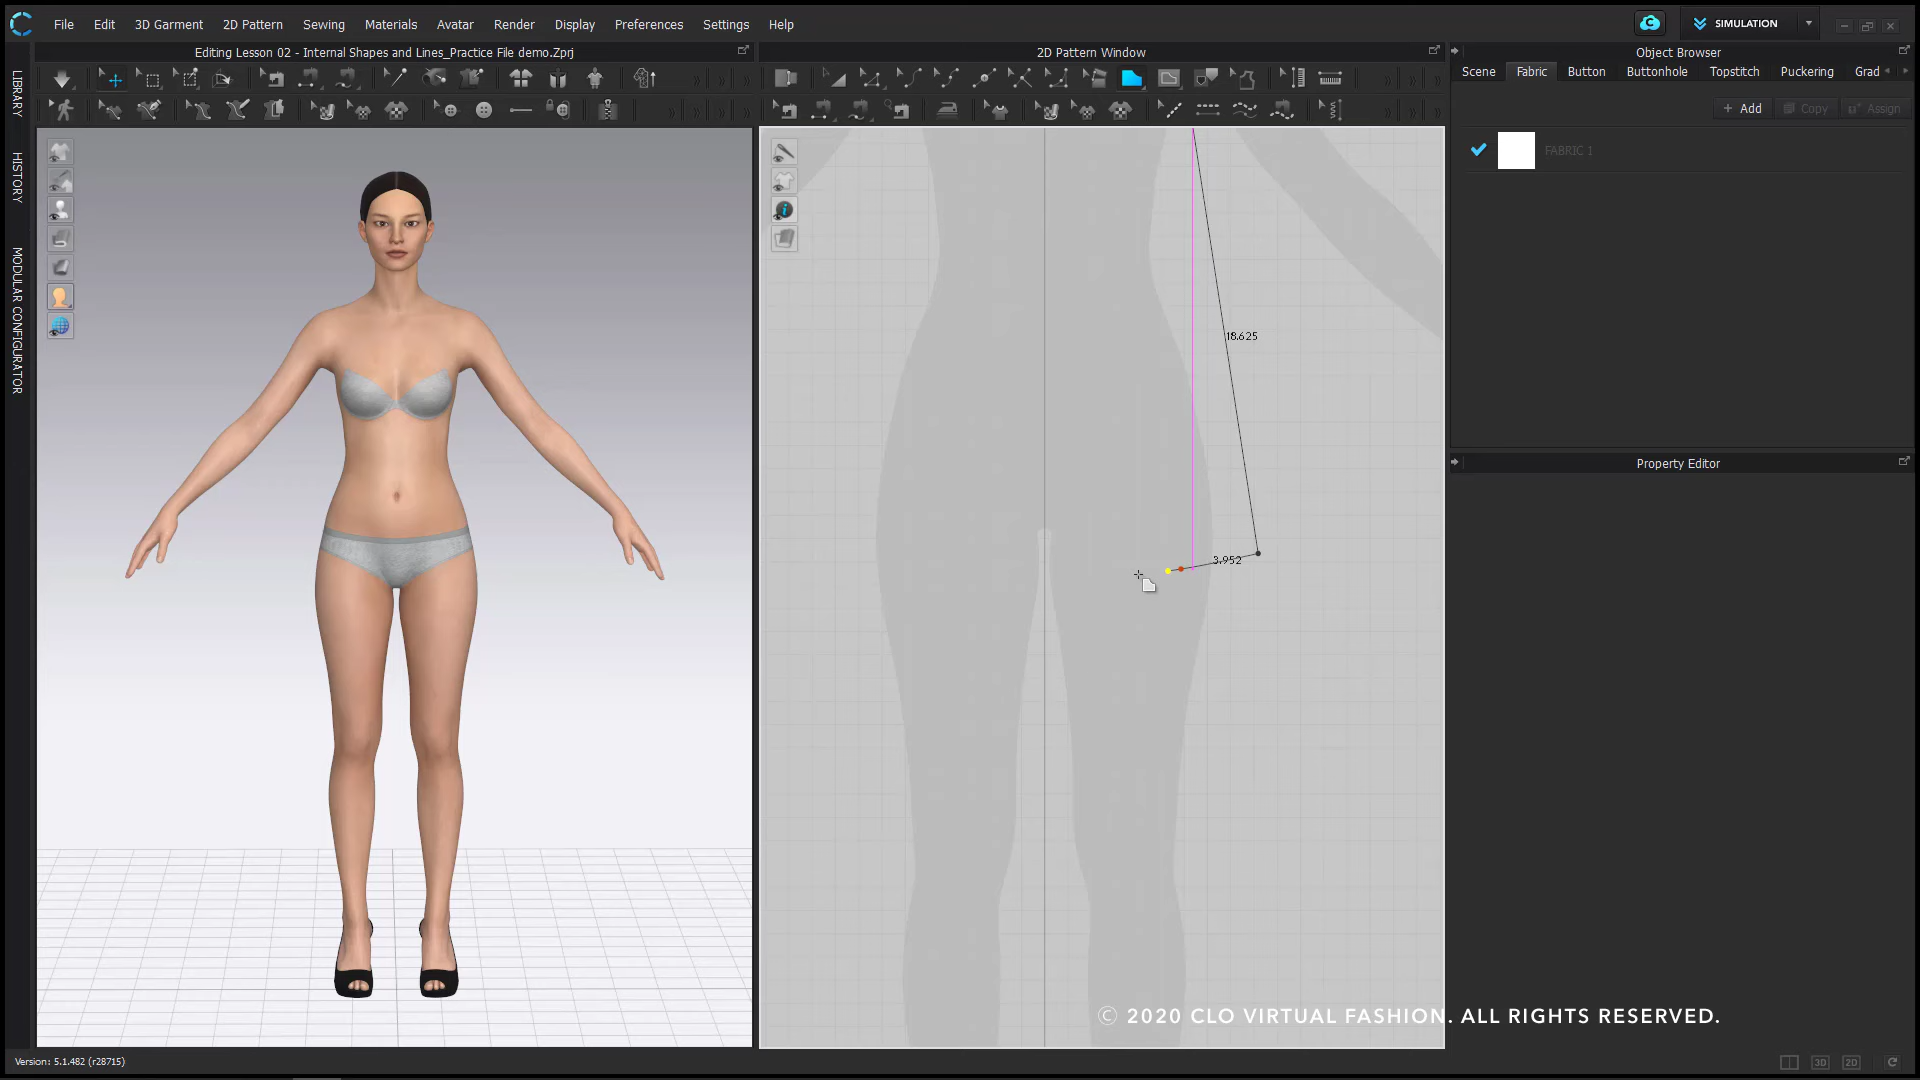 File Edit 3D Garment 2D Pattern Sewing Materials Avatar Render Display Preferences Settings Help
SIMULATION
Editing Lesson 02 - Internal Shapes and Lines_Practice File demo.Zprj
2D Pattern Window
Object Browser
Scene Fabric Button Buttonhole Topstitch Puckering Grad
+ Add Copy Assign
FABRIC 1
LIBRARY
HISTORY
MODULAR CONFIGURATOR
18.625
3.952
Property Editor
© 2020 CLO VIRTUAL FASHION. ALL RIGHTS RESERVED.
Version: 5.1.482 (r28715)
3D 2D